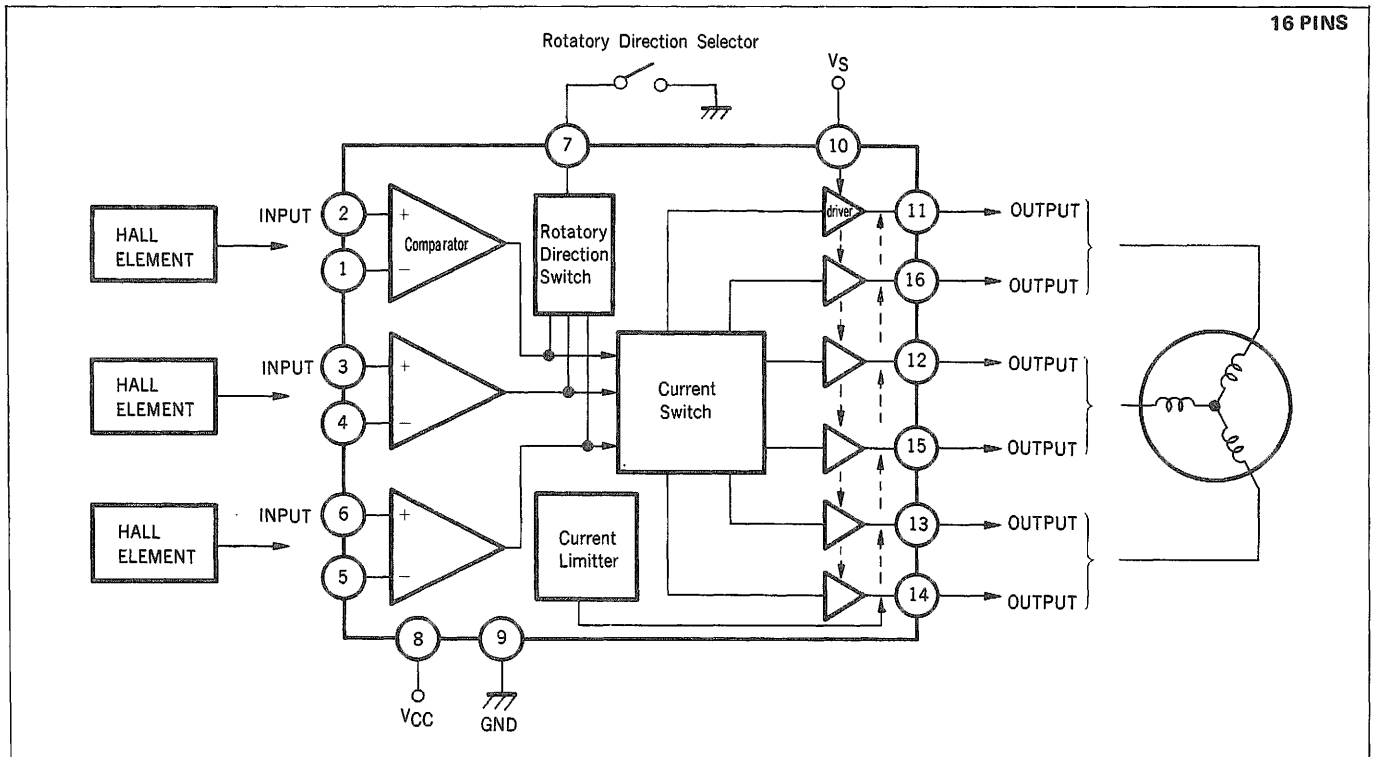 16 PINS
Rotatory Direction Selector
VS
7
10
HALL
ELEMENT
INPUT
2
1
+
−
Comparator
Rotatory
Direction
Switch
driver
11
OUTPUT
16
OUTPUT
HALL
ELEMENT
INPUT
3
4
+
−
Current
Switch
12
OUTPUT
15
OUTPUT
HALL
ELEMENT
INPUT
6
5
+
−
Current
Limitter
13
OUTPUT
14
OUTPUT
8
9
VCC
GND